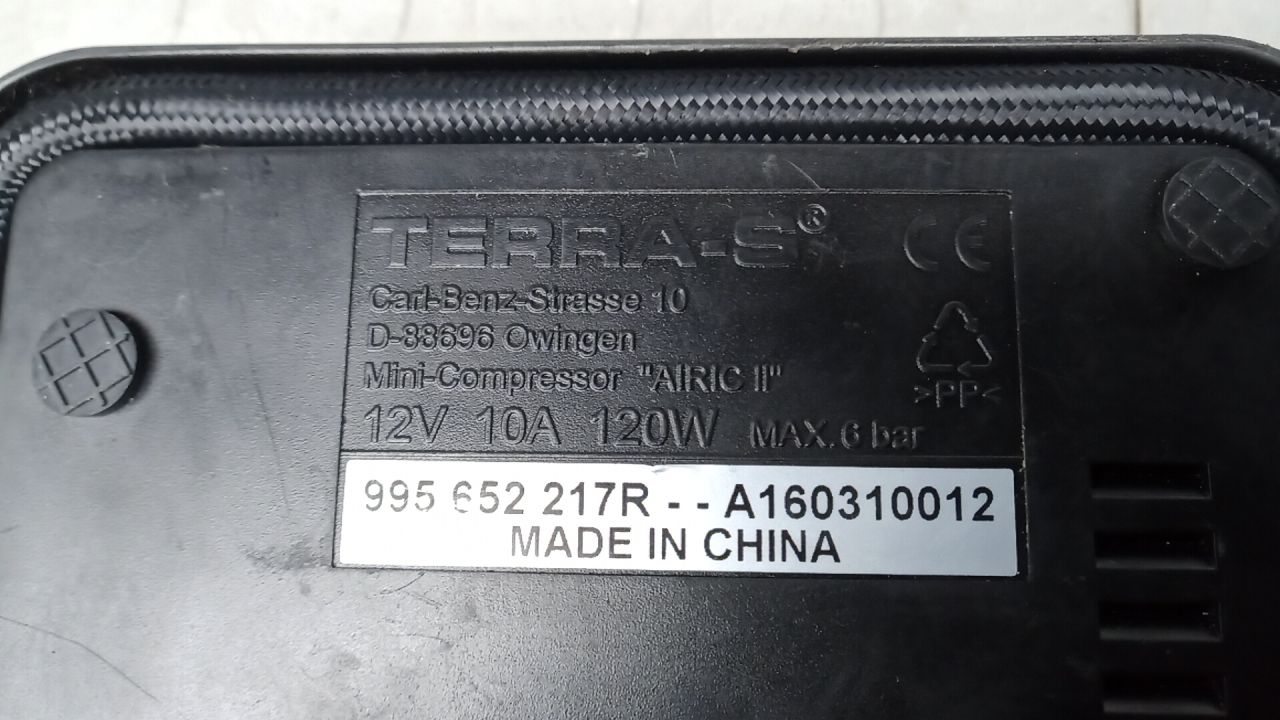 TERRA-S®
CE
Carl-Benz-Strasse 10
D-88696 Owingen
Mini-Compressor "AIRIC II"
>PP<
12V 10A 120W MAX. 6 bar
995 652 217R - - A160310012
MADE IN CHINA